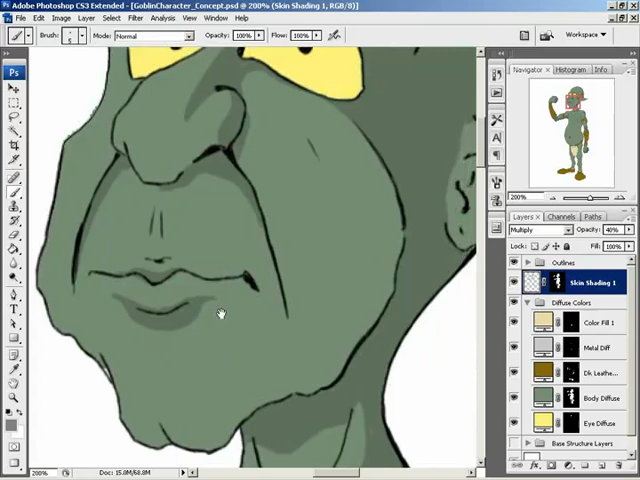 Adobe Photoshop CS3 Extended - [GoblinCharacter_Concept.psd @ 200% (Skin Shading 1, RGB/8)]
File Edit Image Layer Select Filter Analysis View Window Help
Brush: 5 Mode: Normal Opacity: 100% Flow: 100% Workspace
Ps
Navigator Histogram Info
200%
Layers Channels Paths
Multiply Opacity: 40%
Lock: Fill: 100%
Outlines
Skin Shading 1
Diffuse Colors
Color Fill 1
Metal Diff
Dk Leathe...
Body Diffuse
Eye Diffuse
Base Structure Layers
200% Doc: 15.8M/68.8M